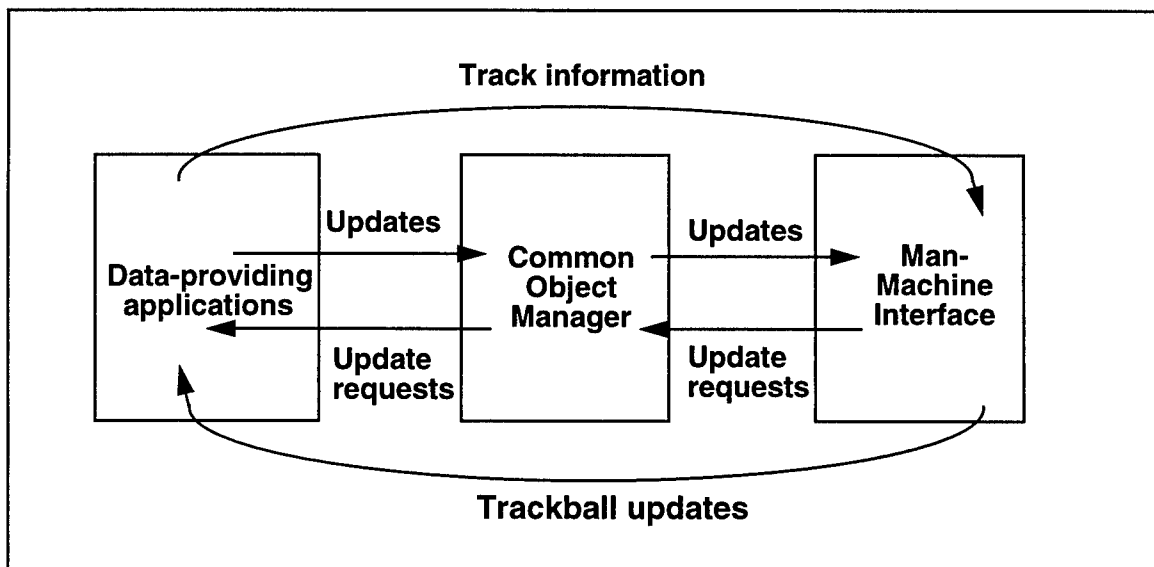 Track information
Updates
Updates
Data-providing
applications
Common
Object
Manager
Man-
Machine
Interface
Update
requests
Update
requests
Trackball updates